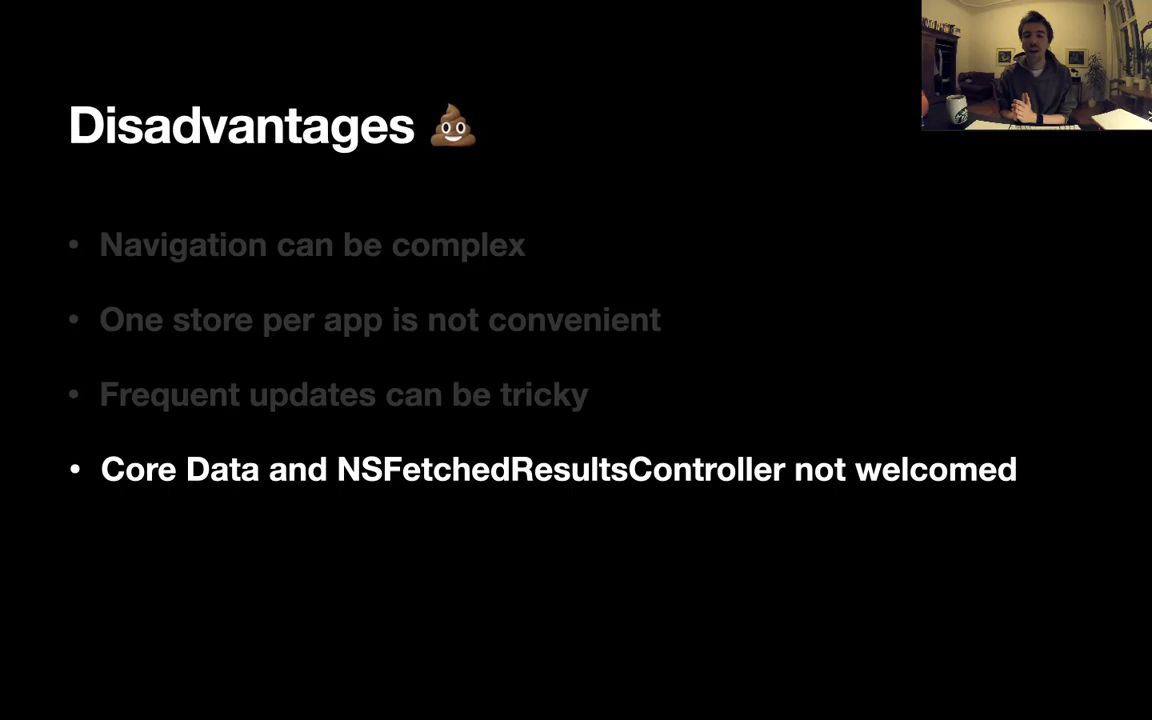 Disadvantages 💩
• Navigation can be complex
• One store per app is not convenient
• Frequent updates can be tricky
• Core Data and NSFetchedResultsController not welcomed